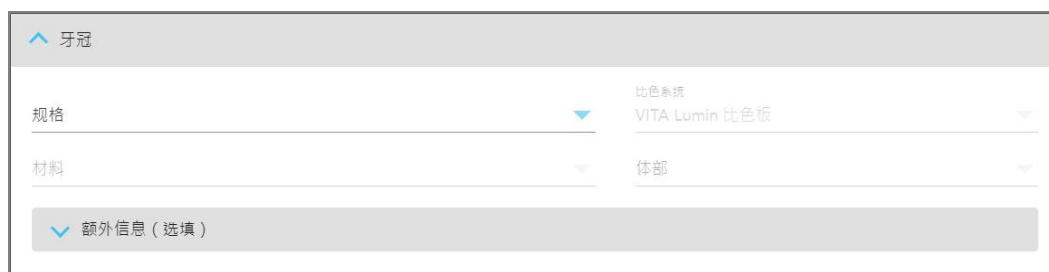 牙冠
规格
比色系统
VITA Lumin 比色板
材料
体部
额外信息（选填）